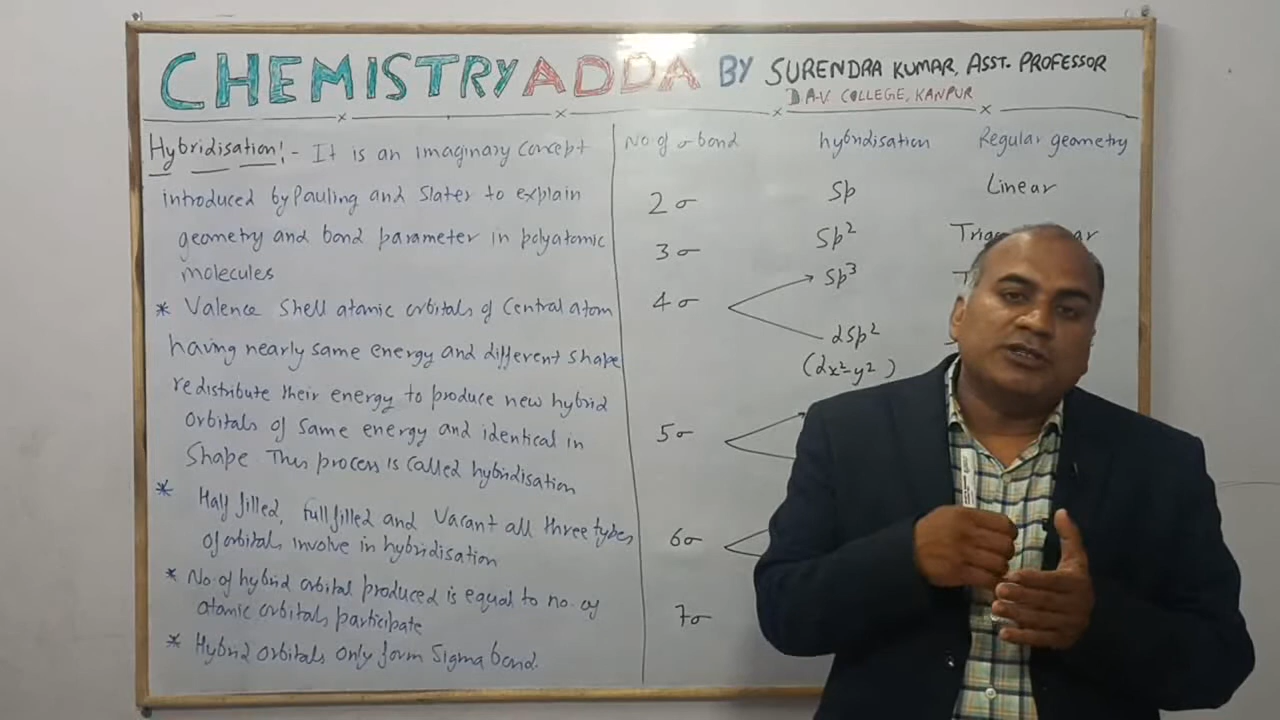 CHEMISTRY ADDA BY SURENDRA KUMAR, ASST. PROFESSOR
D A.V. COLLEGE, KANPUR
Hybridisation! - It is an imaginary concept
introduced by Pauling and Slater to explain
geometry and bond parameter in polyatomic
molecules
* Valence Shell atomic orbitals of Central atom
having nearly same energy and different shape
redistribute their energy to produce new hybrid
orbitals of same energy and identical in
Shape. This process is called hybridisation
* Half filled, fullfilled and Vacant all three types
of orbitals involve in hybridisation
* No. of hybrid orbital produced is equal to no. of
atomic orbitals participate
* Hybrid orbitals only form Sigma bond.
No of σ bond hybridisation Regular geometry
2σ Sp Linear
3σ Sp²
4σ Sp³
dsp²
(dx²-y²)
5σ
6σ
7σ